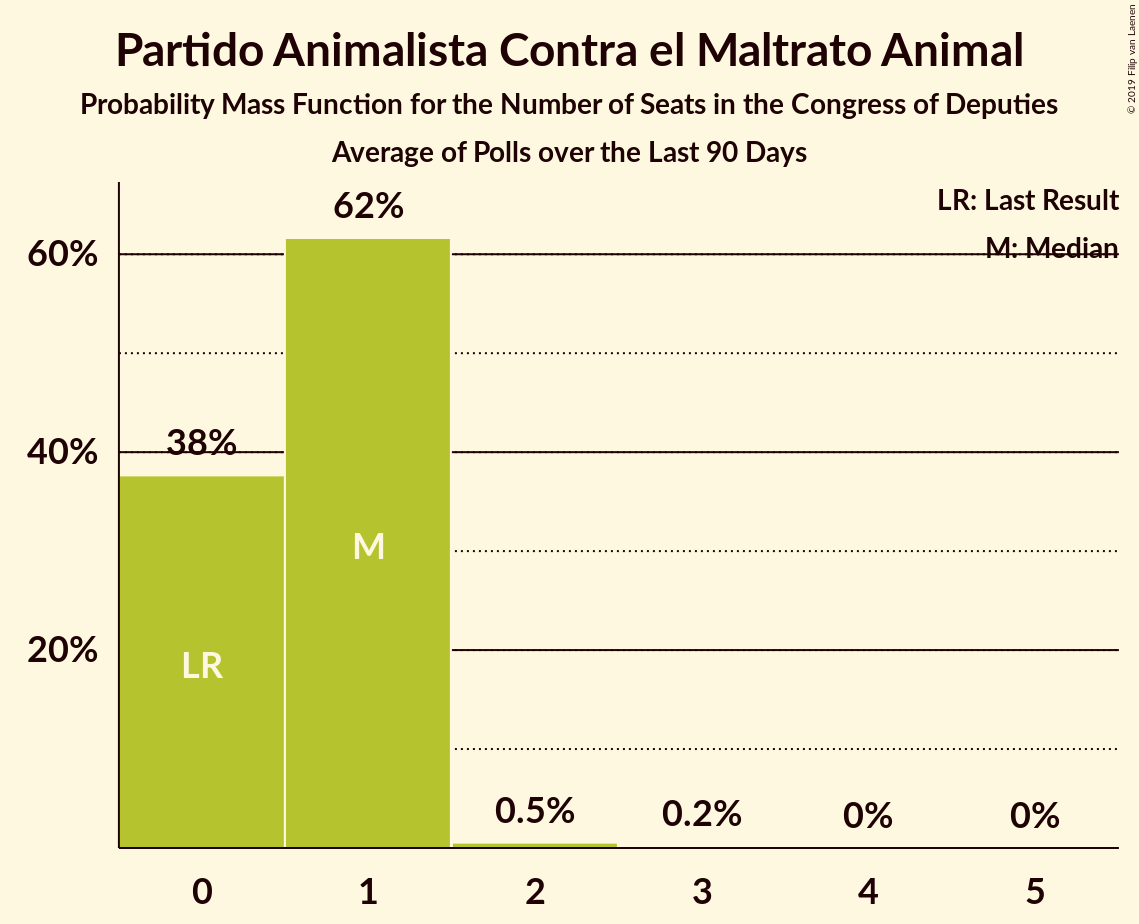 Partido Animalista Contra el Maltrato Animal
Probability Mass Function for the Number of Seats in the Congress of Deputies
Average of Polls over the Last 90 Days
© 2019 Filip van Laenen
LR: Last Result
M: Median
62%
60%
38%
40%
M
LR
20%
0.5%
0.2%
0%
0%
0
1
2
3
4
5